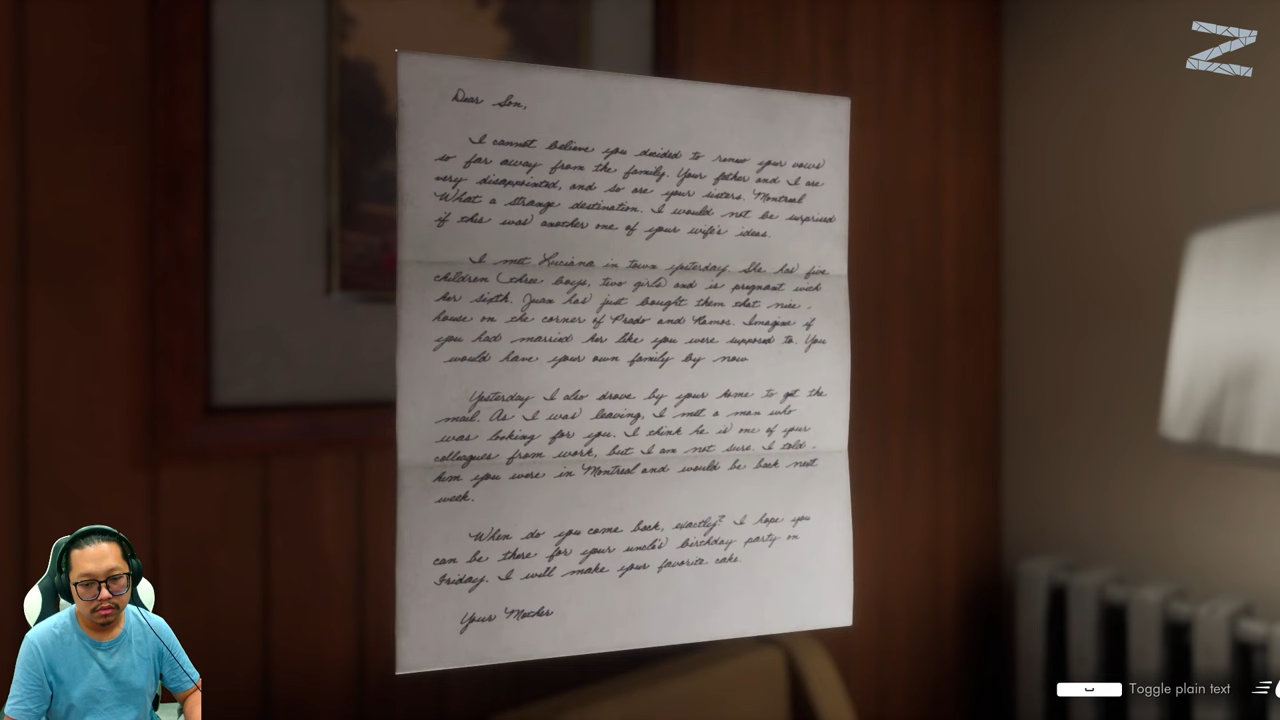 Dear Son,
I cannot believe you decided to renew your vows
so far away from the family. Your father and I are
very disappointed, and so are your sisters. Montreal
What a strange destination. I would not be surprised
if this was another one of your wife's ideas.
I met Luciana in town yesterday. She has five
children (three boys, two girls) and is pregnant with
her sixth. Juan has just bought them that nice
house on the corner of Prado and Ramos. Imagine if
you had married her like you were supposed to. You
would have your own family by now
Yesterday I also drove by your home to get the
mail. As I was leaving, I met a man who
was looking for you. I think he is one of your
colleagues from work, but I am not sure. I told
him you were in Montreal and would be back next
week.
When do you come back, exactly? I hope you
can be there for your uncle's birthday party on
Friday. I will make your favorite cake.
Your Mother
Z
Toggle plain text